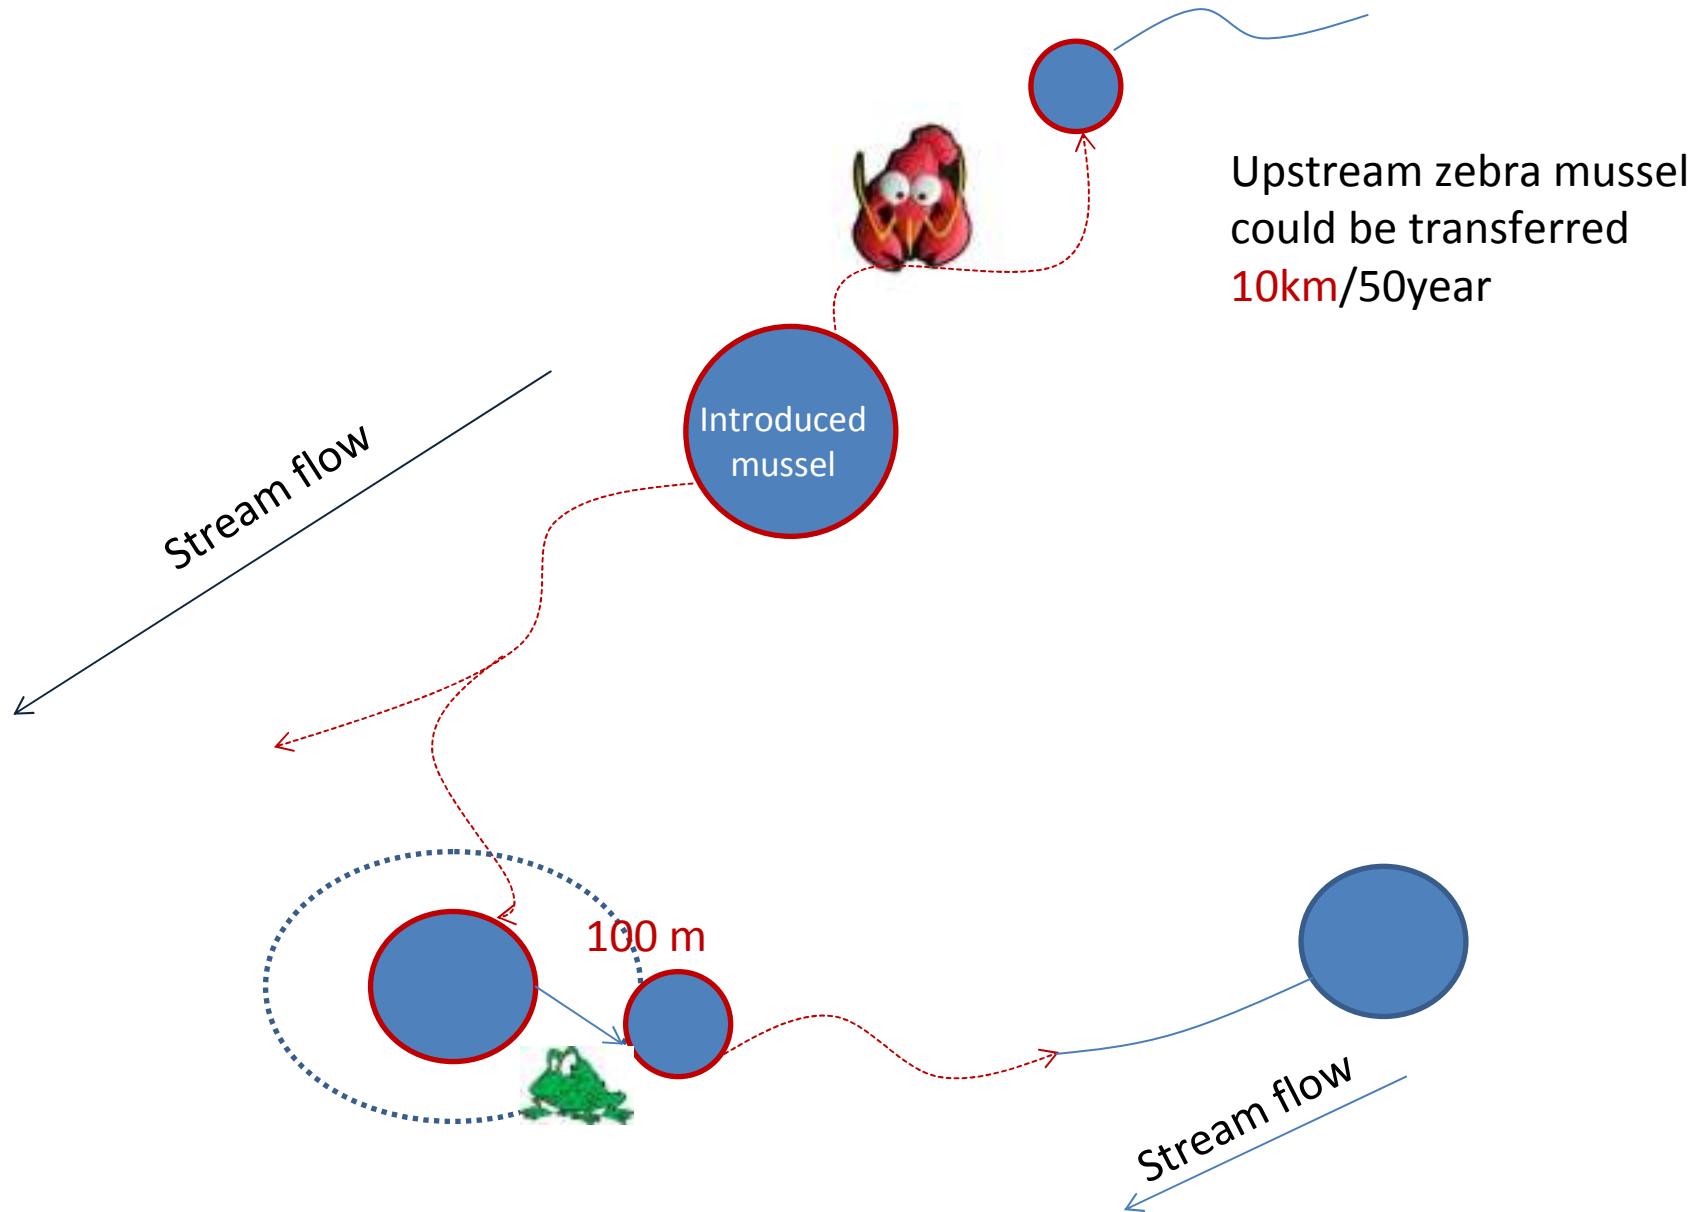 Upstream zebra mussel
could be transferred
10km/50year
Introduced
mussel
Stream flow
100 m
Stream flow